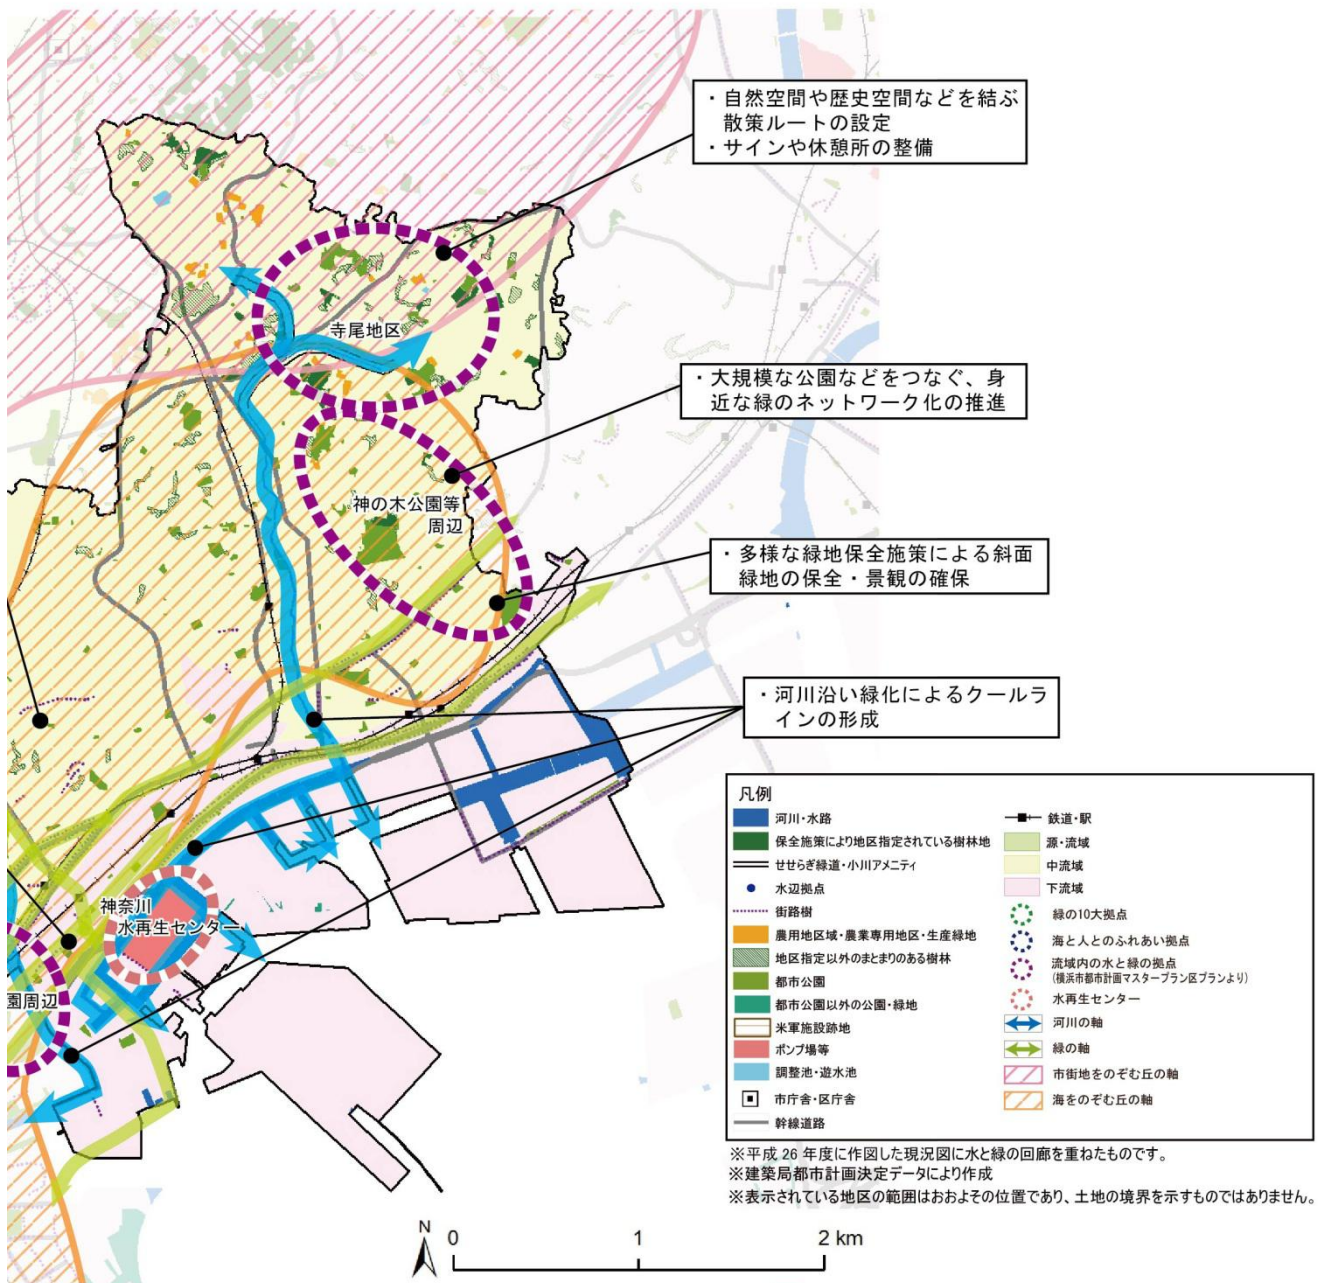 ・自然空間や歴史空間などを結ぶ
散策ルートの設定
・サインや休憩所の整備
寺尾地区
・大規模な公園などをつなぐ、身
近な緑のネットワーク化の推進
神の木公園等
周辺
・多様な緑地保全施策による斜面
緑地の保全・景観の確保
・河川沿い緑化によるクールラ
インの形成
神奈川
水再生センター
園周辺
凡例
河川・水路
保全施策により地区指定されている樹林地
せせらぎ緑道・小川アメニティ
水辺拠点
街路樹
農用地区域・農業専用地区・生産緑地
地区指定以外のまとまりのある樹林
都市公園
都市公園以外の公園・緑地
米軍施設跡地
ポンプ場等
調整池・遊水池
市庁舎・区庁舎
幹線道路
鉄道・駅
源・流域
中流域
下流域
緑の10大拠点
海と人とのふれあい拠点
流域内の水と緑の拠点
(横浜市都市計画マスタープラン区プランより)
水再生センター
河川の軸
緑の軸
市街地をのぞむ丘の軸
海をのぞむ丘の軸
※平成 26 年度に作図した現況図に水と緑の回廊を重ねたものです。
※建築局都市計画決定データにより作成
※表示されている地区の範囲はおおよその位置であり、土地の境界を示すものではありません。
N
0 1 2 km